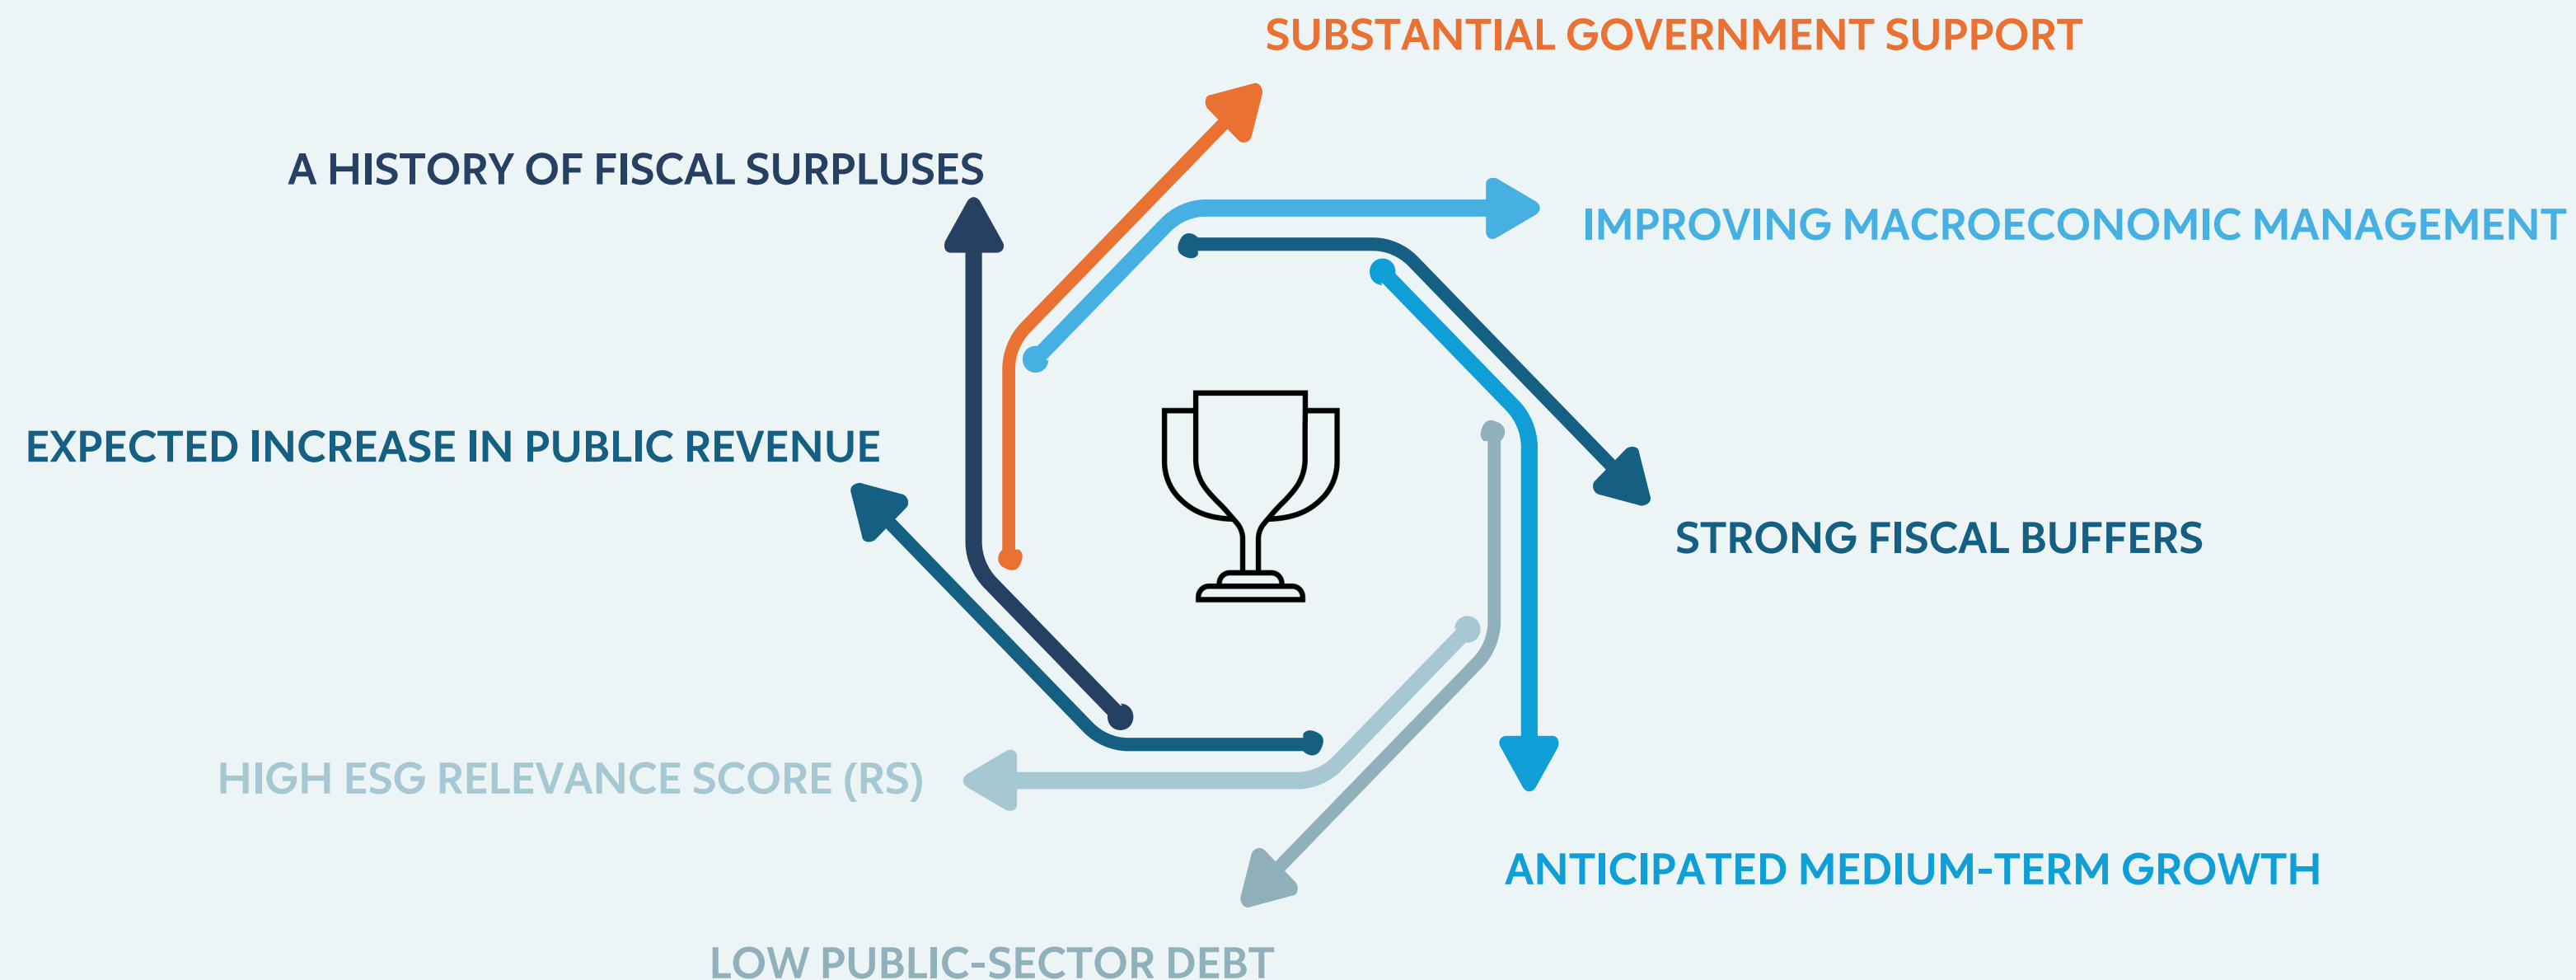 SUBSTANTIAL GOVERNMENT SUPPORT
A HISTORY OF FISCAL SURPLUSES
IMPROVING MACROECONOMIC MANAGEMENT
EXPECTED INCREASE IN PUBLIC REVENUE
STRONG FISCAL BUFFERS
HIGH ESG RELEVANCE SCORE (RS)
ANTICIPATED MEDIUM-TERM GROWTH
LOW PUBLIC-SECTOR DEBT